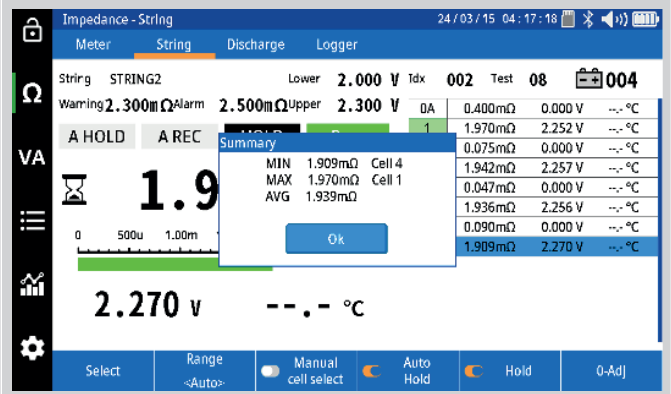 Impedance - String 24/03/15 04:17:18
Meter String Discharge Logger
String STRING2 Lower 2.000 V Idx 002 Test 08 004
Warning 2.300mΩ Alarm 2.500mΩ Upper 2.300 V
Ω
VA
A HOLD A REC
0A 0.400mΩ 0.000 V --.- °C
1 1.970mΩ 2.252 V --.- °C
0.075mΩ 0.000 V --.- °C
1.942mΩ 2.257 V --.- °C
0.047mΩ 0.000 V --.- °C
1.936mΩ 2.256 V --.- °C
0.090mΩ 0.000 V --.- °C
1.909mΩ 2.270 V --.- °C
Summary
MIN 1.909mΩ Cell 4
MAX 1.970mΩ Cell 1
AVG 1.939mΩ
Ok
1.9
0 500u 1.00m
2.270 V --.- °C
Select Range <Auto> Manual cell select Auto Hold Hold 0-Adj